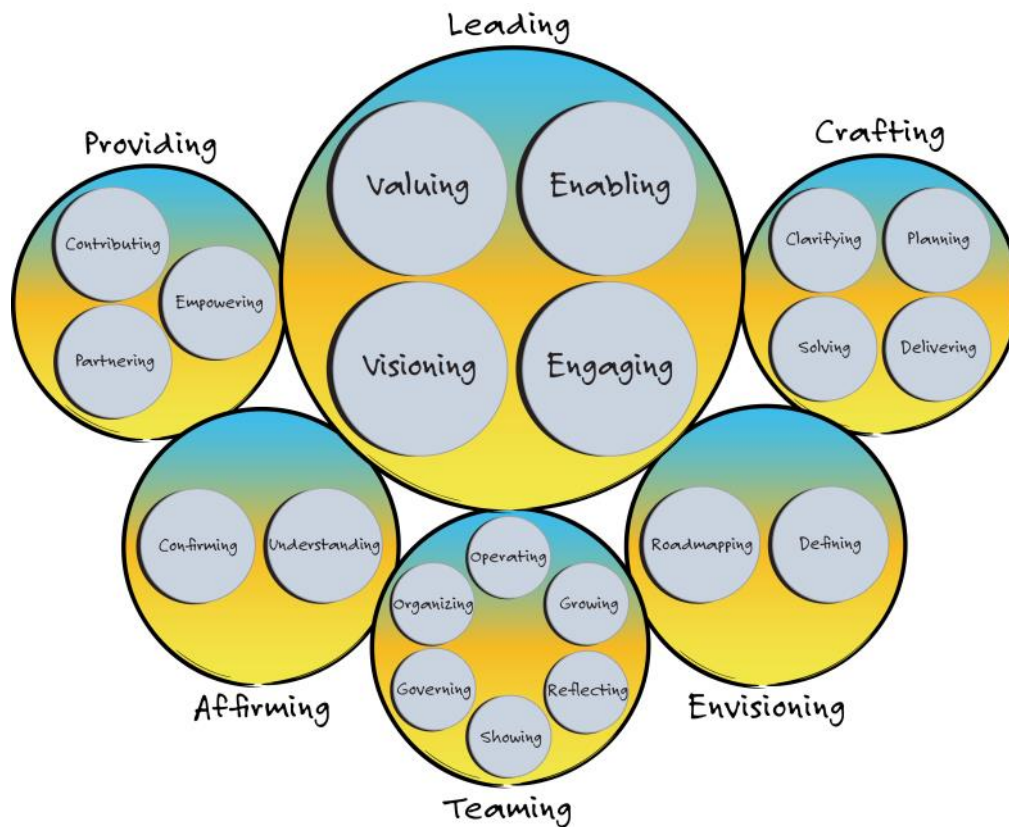 Leading
Valuing
Enabling
Visioning
Engaging
Providing
Contributing
Empowering
Partnering
Crafting
Clarifying
Planning
Solving
Delivering
Affirming
Confirming
Understanding
Teaming
Operating
Organizing
Growing
Governing
Reflecting
Showing
Envisioning
Roadmapping
Defining